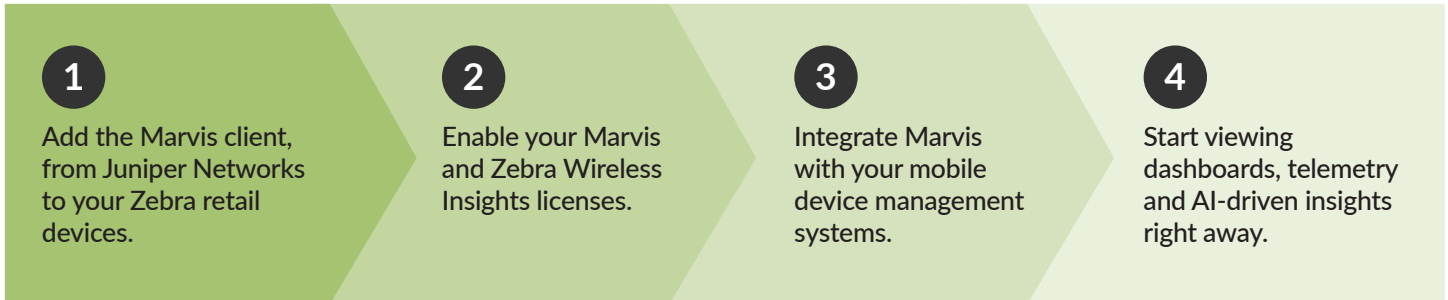 1
Add the Marvis client,
from Juniper Networks
to your Zebra retail
devices.
2
Enable your Marvis
and Zebra Wireless
Insights licenses.
3
Integrate Marvis
with your mobile
device management
systems.
4
Start viewing
dashboards, telemetry
and AI-driven insights
right away.